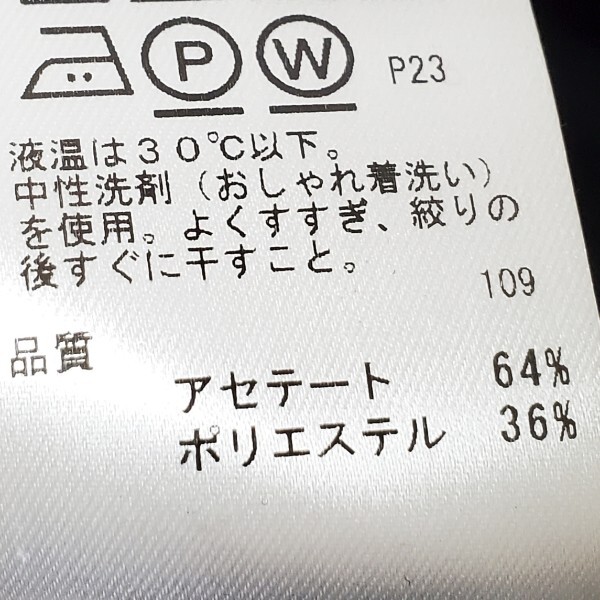 P W P23
液温は30℃以下。
中性洗剤(おしゃれ着洗い)
を使用。よくすすぎ、絞りの
後すぐに干すこと。
109
品質
アセテート 64%
ポリエステル 36%